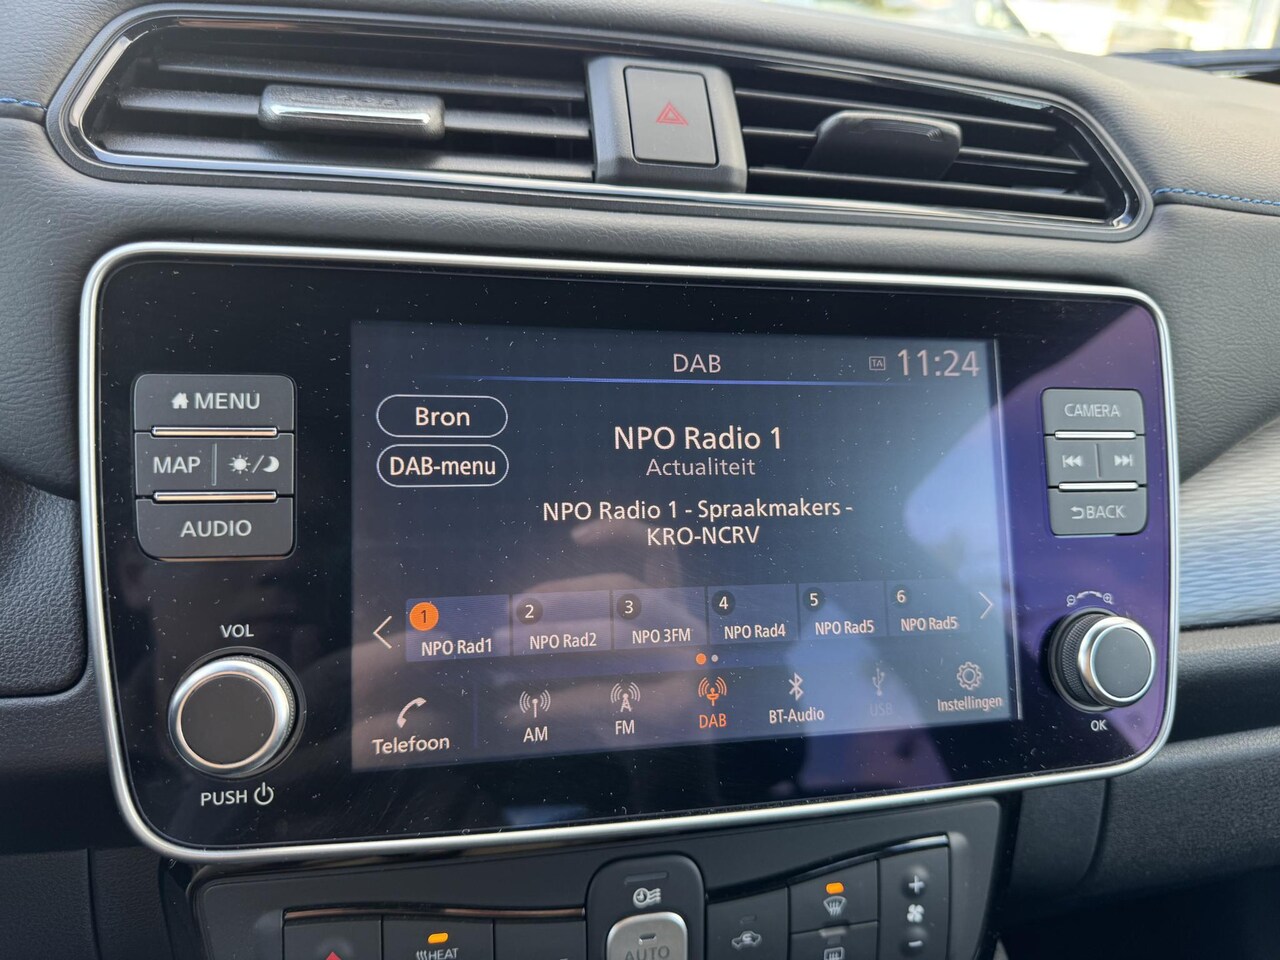 DAB
TA 11:24
MENU
Bron
NPO Radio 1
CAMERA
MAP
DAB-menu
Actualiteit
AUDIO
NPO Radio 1 - Spraakmakers -
KRO-NCRV
BACK
1 2 3 4 5 6
NPO Rad1 NPO Rad2 NPO 3FM NPO Rad4 NPO Rad5 NPO Rad5
VOL
Telefoon AM FM DAB BT-Audio USB Instellingen
OK
PUSH
+
HEAT
AUTO
-